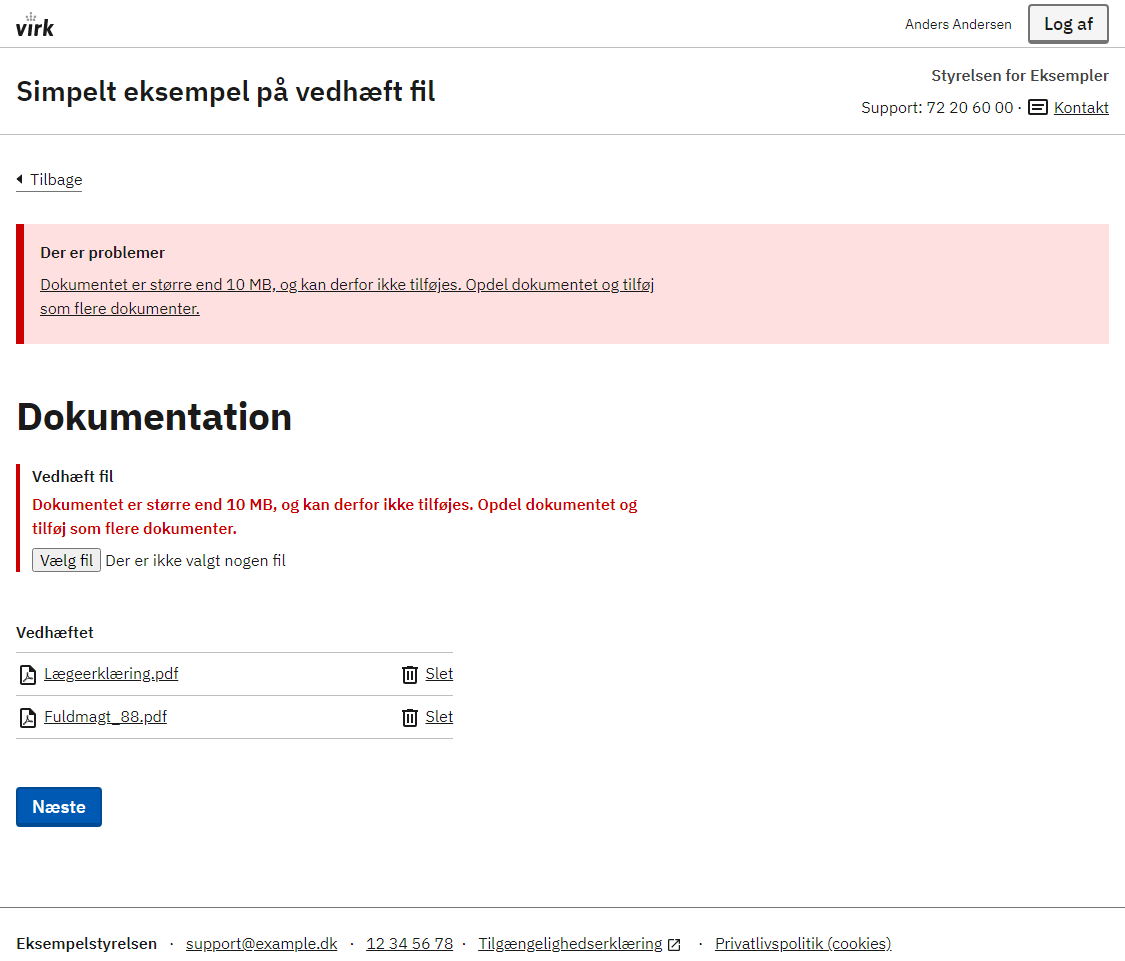 virk
Anders Andersen
Log af
Simpelt eksempel på vedhæft fil
Styrelsen for Eksempler
Support: 72 20 60 00 · Kontakt
Tilbage
Der er problemer
Dokumentet er større end 10 MB, og kan derfor ikke tilføjes. Opdel dokumentet og tilføj
som flere dokumenter.
Dokumentation
Vedhæft fil
Dokumentet er større end 10 MB, og kan derfor ikke tilføjes. Opdel dokumentet og
tilføj som flere dokumenter.
Vælg fil Der er ikke valgt nogen fil
Vedhæftet
Lægeerklæring.pdf Slet
Fuldmagt_88.pdf Slet
Næste
Eksempelstyrelsen · support@example.dk · 12 34 56 78 · Tilgængelighedserklæring · Privatlivspolitik (cookies)